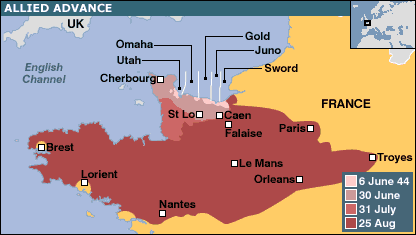 ALLIED ADVANCE
UK
English
Channel
Omaha
Utah
Gold
Juno
Sword
Cherbourg
FRANCE
St Lo
Caen
Falaise
Paris
Brest
Le Mans
Troyes
Lorient
Orleans
Nantes
6 June 44
30 June
31 July
25 Aug